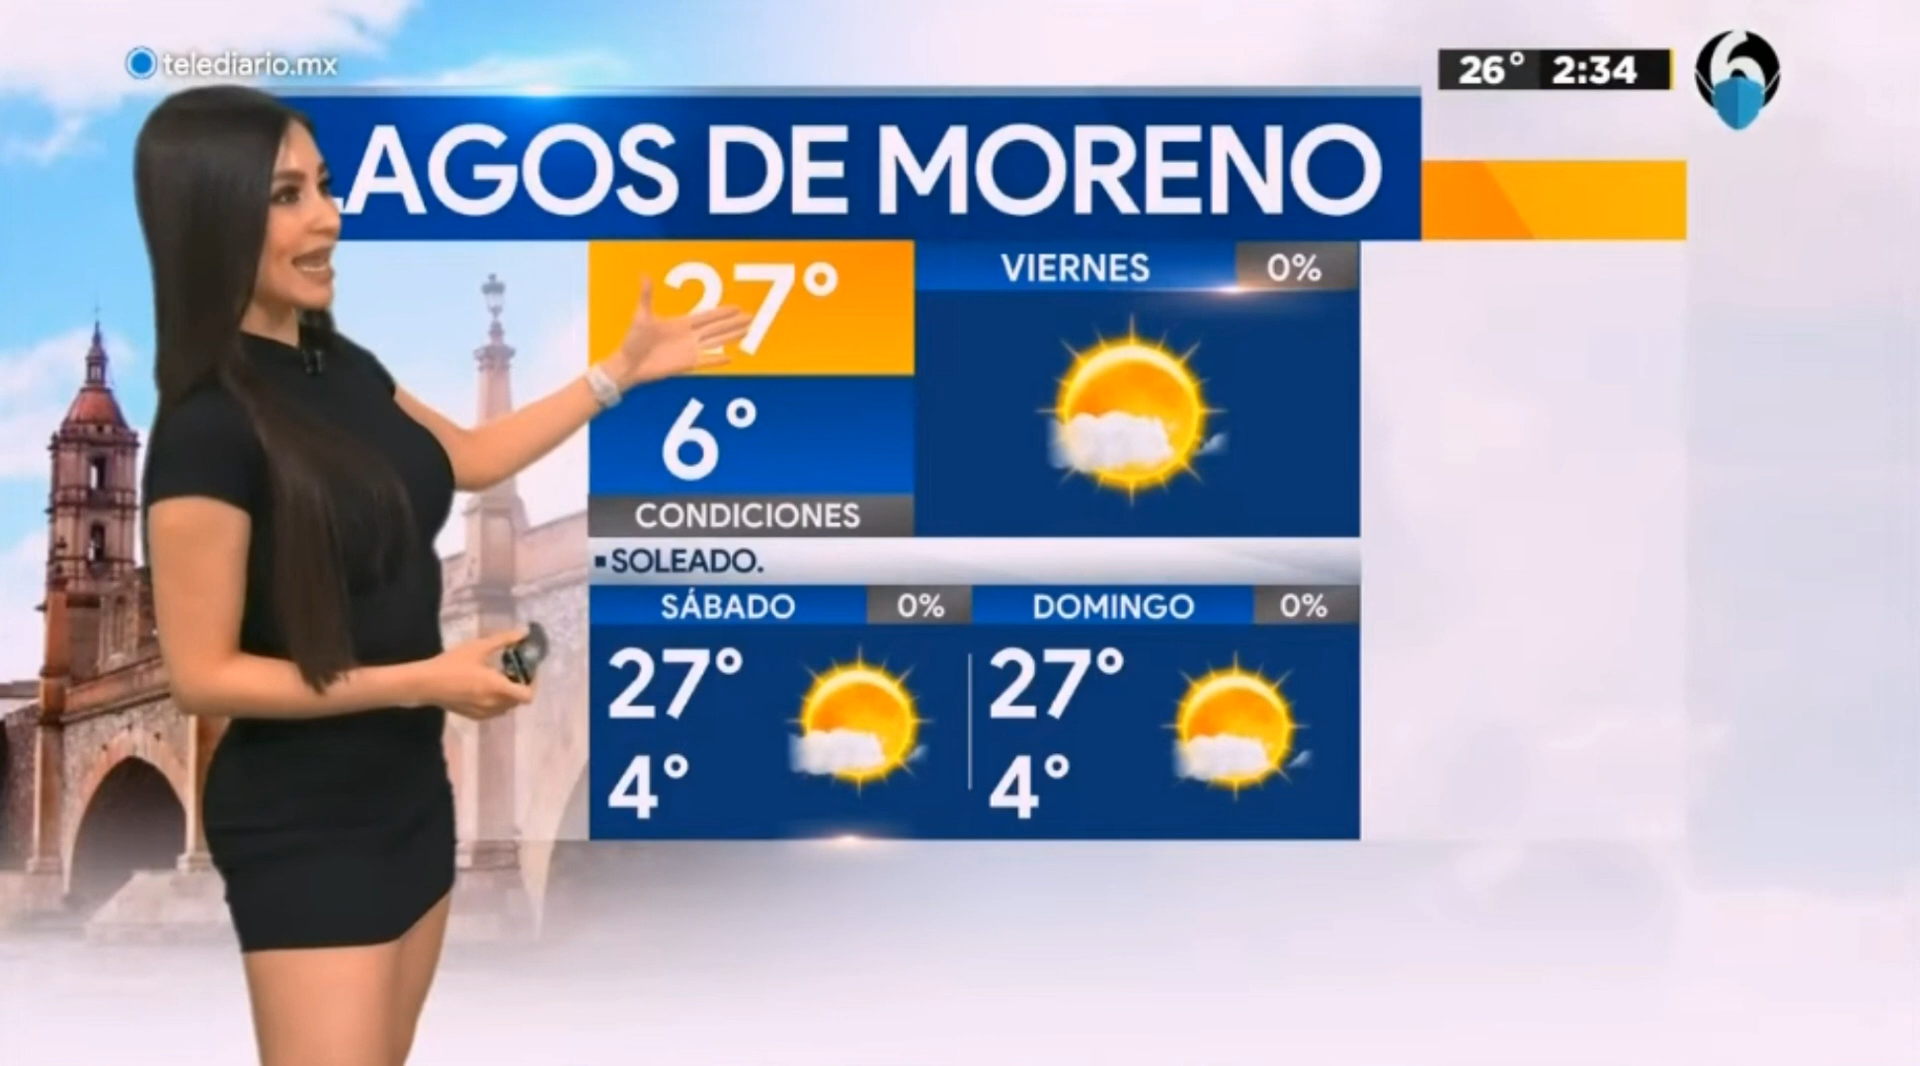 telediario.mx
26° 2:34
LAGOS DE MORENO
27°
VIERNES 0%
6°
CONDICIONES
▪SOLEADO.
SÁBADO 0% DOMINGO 0%
27° 27°
4° 4°